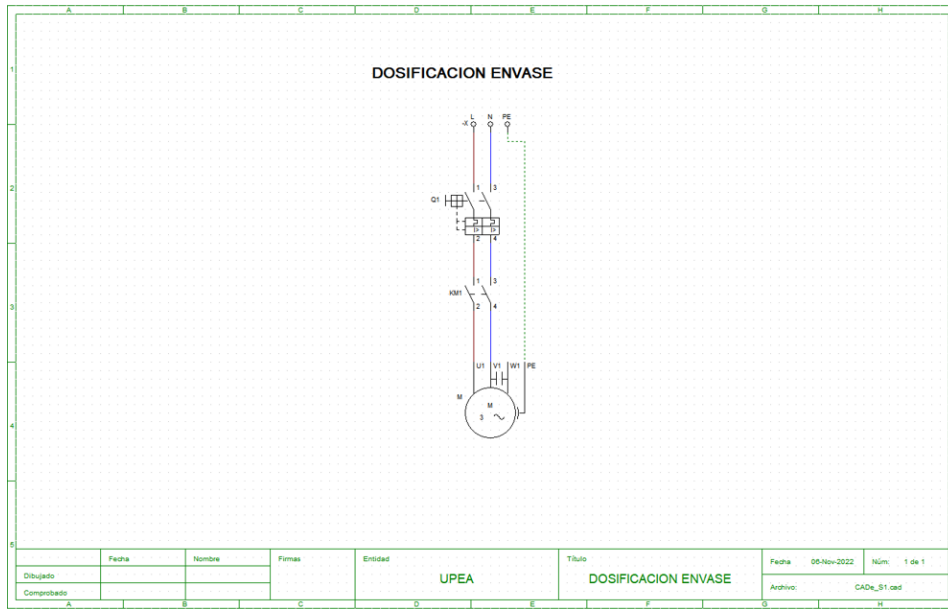 A B C D E F G H
1
DOSIFICACION ENVASE
L N PE
-X
2
1 3
Q1
2 4
1 3
KM1
3
2 4
U1 V1 W1 PE
M
M
3
4
5
Fecha Nombre Firmas Entidad Título Fecha 06-Nov-2022 Núm: 1 de 1
Dibujado UPEA DOSIFICACION ENVASE
Comprobado Archivo: CADe_S1.cad
A B C D E F G H